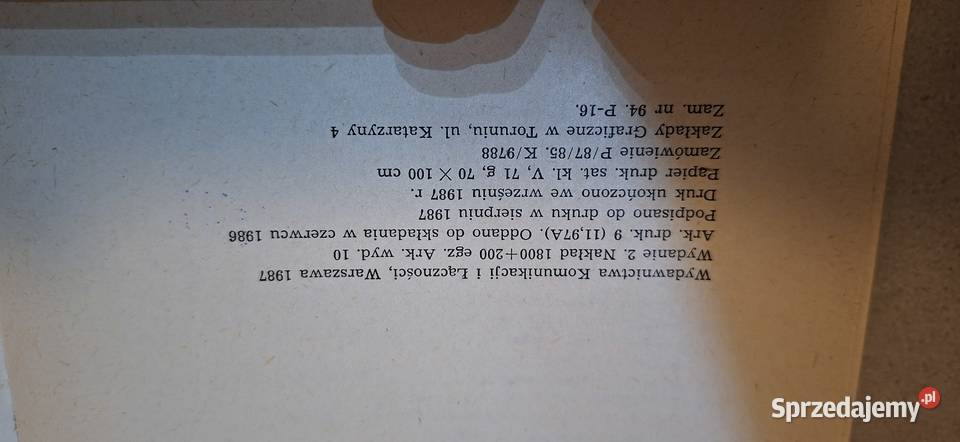 Wydawnictwa Komunikacji i Łączności, Warszawa 1987
Wydanie 2. Nakład 1800+200 egz. Ark. wyd. 10
Ark. druk. 9 (11,97A). Oddano do składania w czerwcu 1986
Podpisano do druku w sierpniu 1987
Druk ukończono we wrześniu 1987 r.
Papier druk. sat. kl. V, 71 g, 70 × 100 cm
Zamówienie P/87/85. K/9788
Zakłady Graficzne w Toruniu, ul. Katarzyny 4
Zam. nr 94. P-16.
Sprzedajemy.pl